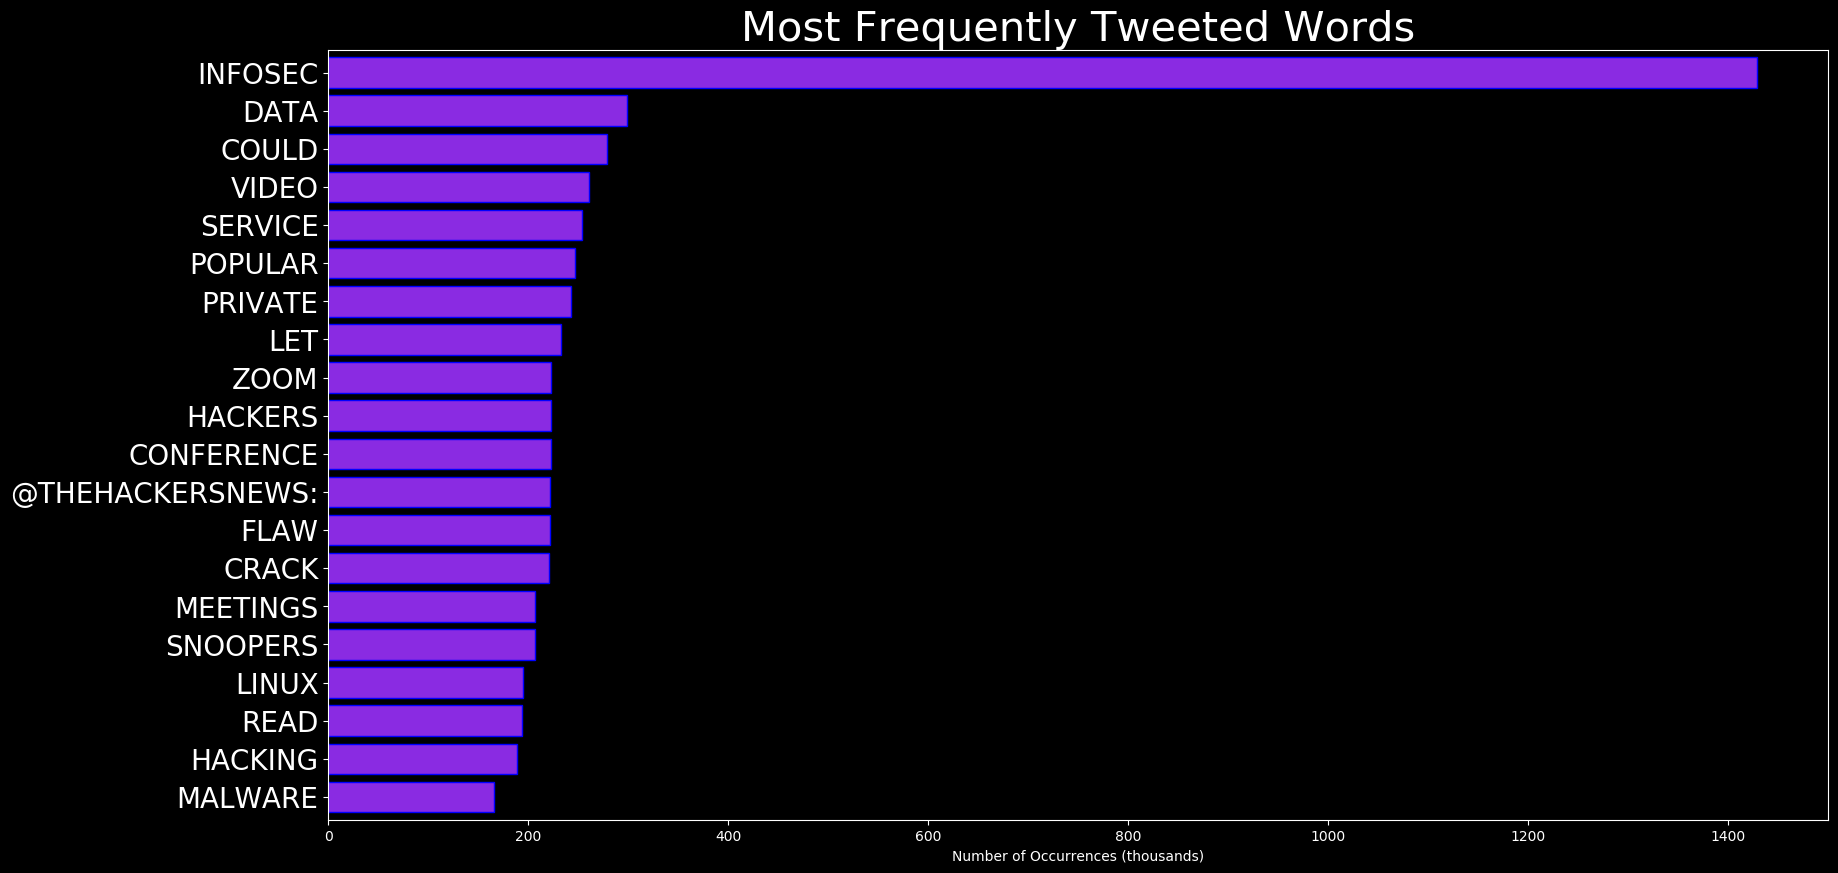 Most Frequently Tweeted Words
INFOSEC
DATA
COULD
VIDEO
SERVICE
POPULAR
PRIVATE
LET
ZOOM
HACKERS
CONFERENCE
@THEHACKERSNEWS:
FLAW
CRACK
MEETINGS
SNOOPERS
LINUX
READ
HACKING
MALWARE
0 200 400 600 800 1000 1200 1400
Number of Occurrences (thousands)